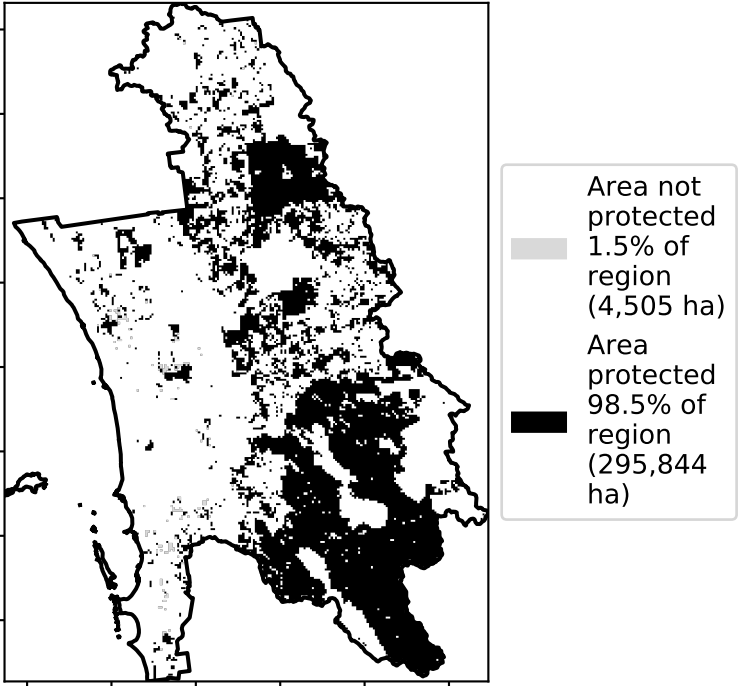 Area not
protected
1.5% of
region
(4,505 ha)
Area
protected
98.5% of
region
(295,844
ha)